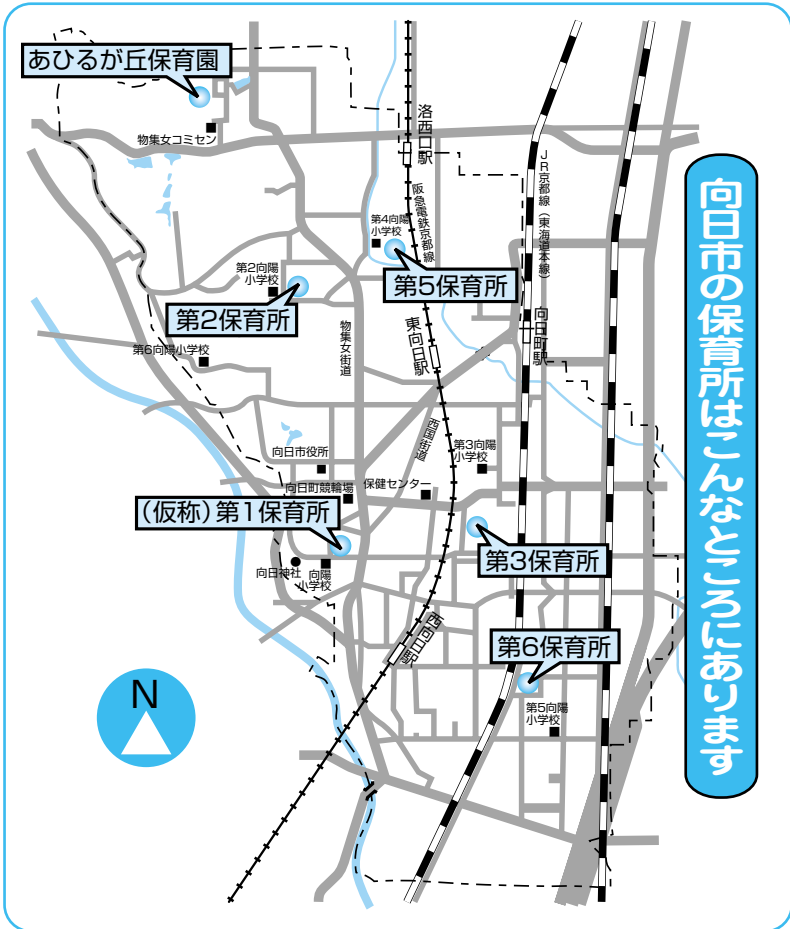 あひるが丘保育園
物集女コミセン
洛西口駅
JR京都線（東海道本線）
阪急電鉄京都線
第4向陽
小学校
第5保育所
第2向陽
小学校
第2保育所
物集女街道
東向日駅
向日町駅
第6向陽小学校
西国街道
向日市役所
第3向陽
小学校
向日町競輪場
保健センター
(仮称)第1保育所
第3保育所
向日神社
向陽
小学校
西向日駅
第6保育所
第5向陽
小学校
N
向日市の保育所はこんなところにあります